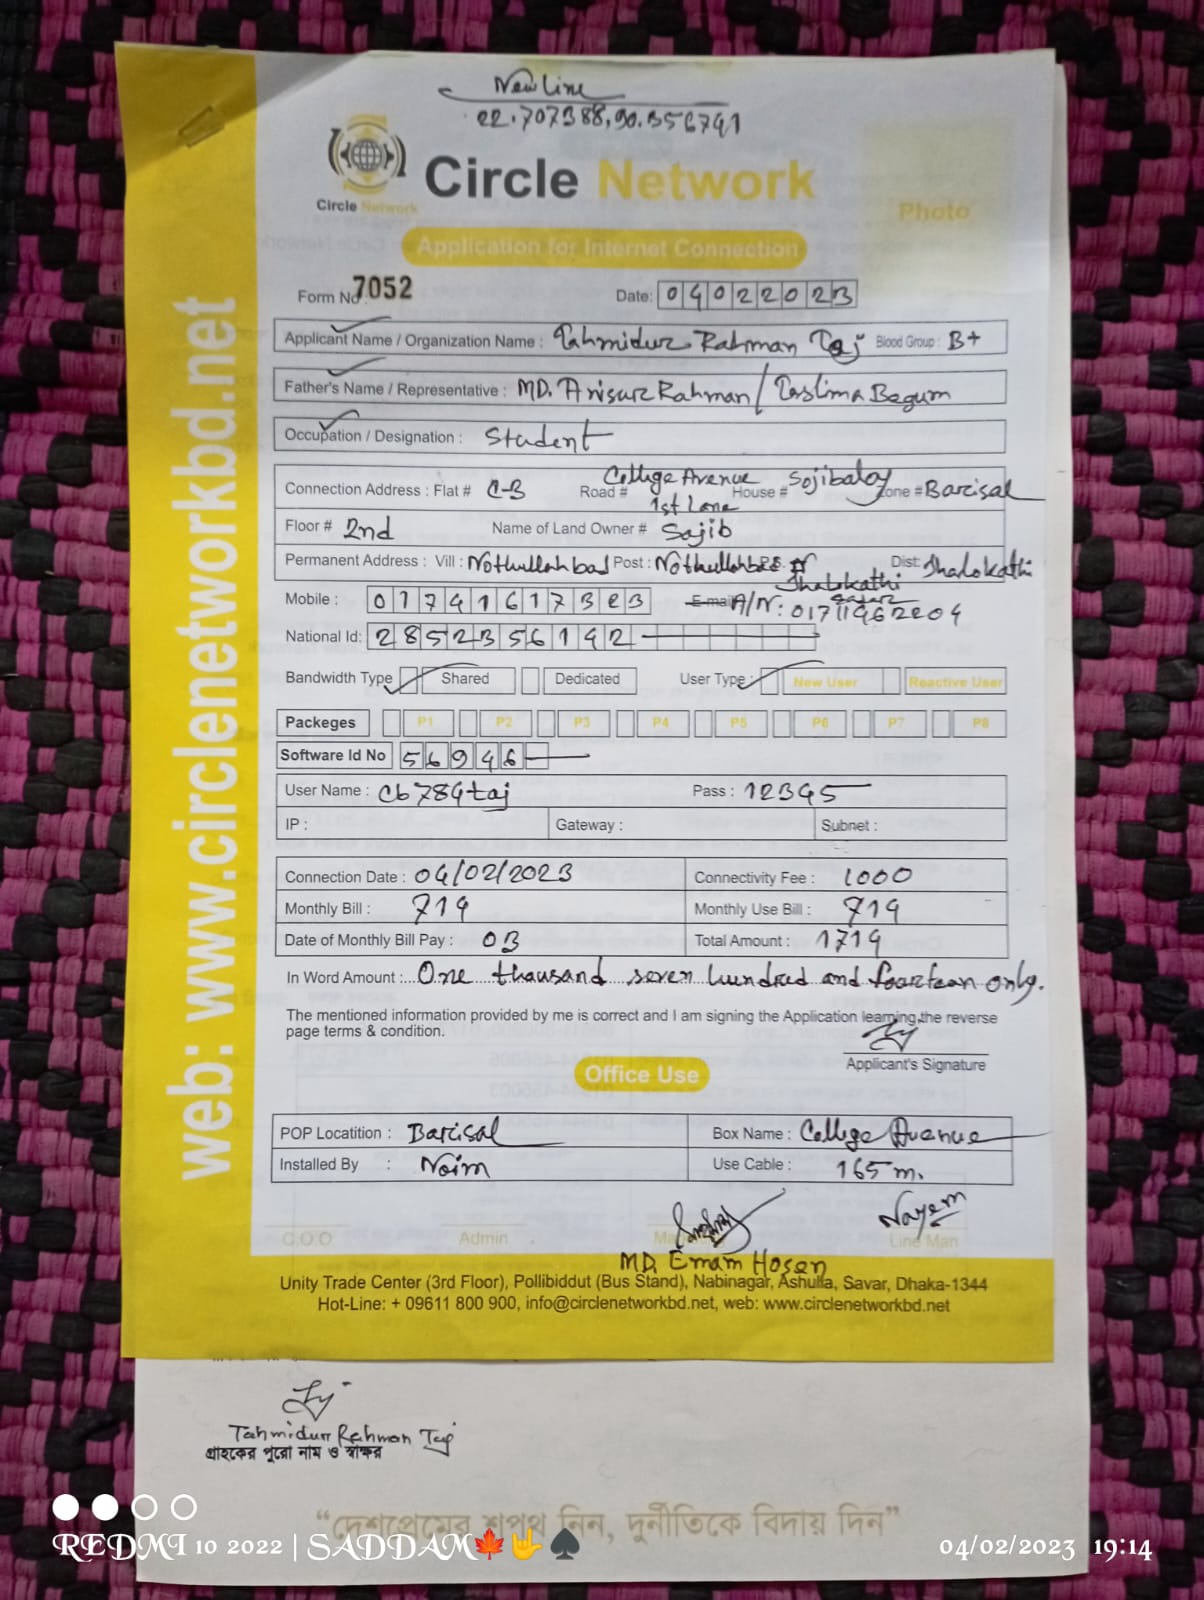 New Line
22.707388,90.356741
Circle Network
Circle Network
Photo
Application for Internet Connection
Form No 7052
Date: 04022023
Applicant Name / Organization Name : Tahmidur Rahman Taj Blood Group : B+
Father's Name / Representative : MD. Anisur Rahman / Taslima Begum
Occupation / Designation : Student
Connection Address : Flat # C-3 Road # College Avenue 1st Lane House # Sojibaloy Zone # Barisal
Floor # 2nd Name of Land Owner # Sajib
Permanent Address : Vill : Nothullahbad Post : Dist: Jhalokathi
Jhalokathi
Mobile : 01741617323 E-mail A/N: 01711962204
National Id: 2852356192
Bandwidth Type Shared Dedicated User Type New User Reactive User
Packeges P1 P2 P3 P4 P5 P6 P7 P8
Software Id No 56946
User Name : cb784taj Pass : 12345
IP : Gateway : Subnet :
Connection Date : 04/02/2023 Connectivity Fee : 1000
Monthly Bill : 714 Monthly Use Bill : 714
Date of Monthly Bill Pay : 03 Total Amount : 1714
In Word Amount : One thausand seven hundred and fourteen only.
The mentioned information provided by me is correct and I am signing the Application learning the reverse
page terms & condition.
Applicant's Signature
Office Use
POP Locatition : Barisal Box Name : College Avenue
Installed By : Noim Use Cable : 165 m.
Nayem
C.O.O Admin Line Man
MD. Emam Hosen
Unity Trade Center (3rd Floor), Pollibiddut (Bus Stand), Nabinagar, Ashulia, Savar, Dhaka-1344
Hot-Line: + 09611 800 900, info@circlenetworkbd.net, web: www.circlenetworkbd.net
web: www.circlenetworkbd.net
Tahmidur Rahman Taj
গ্রাহকের পুরো নাম ও স্বাক্ষর
“দেশপ্রেমের শপথ নিন, দুর্নীতিকে বিদায় দিন”
REDMI 10 2022 | SADDAM🍁🤟♠
04/02/2023 19:14